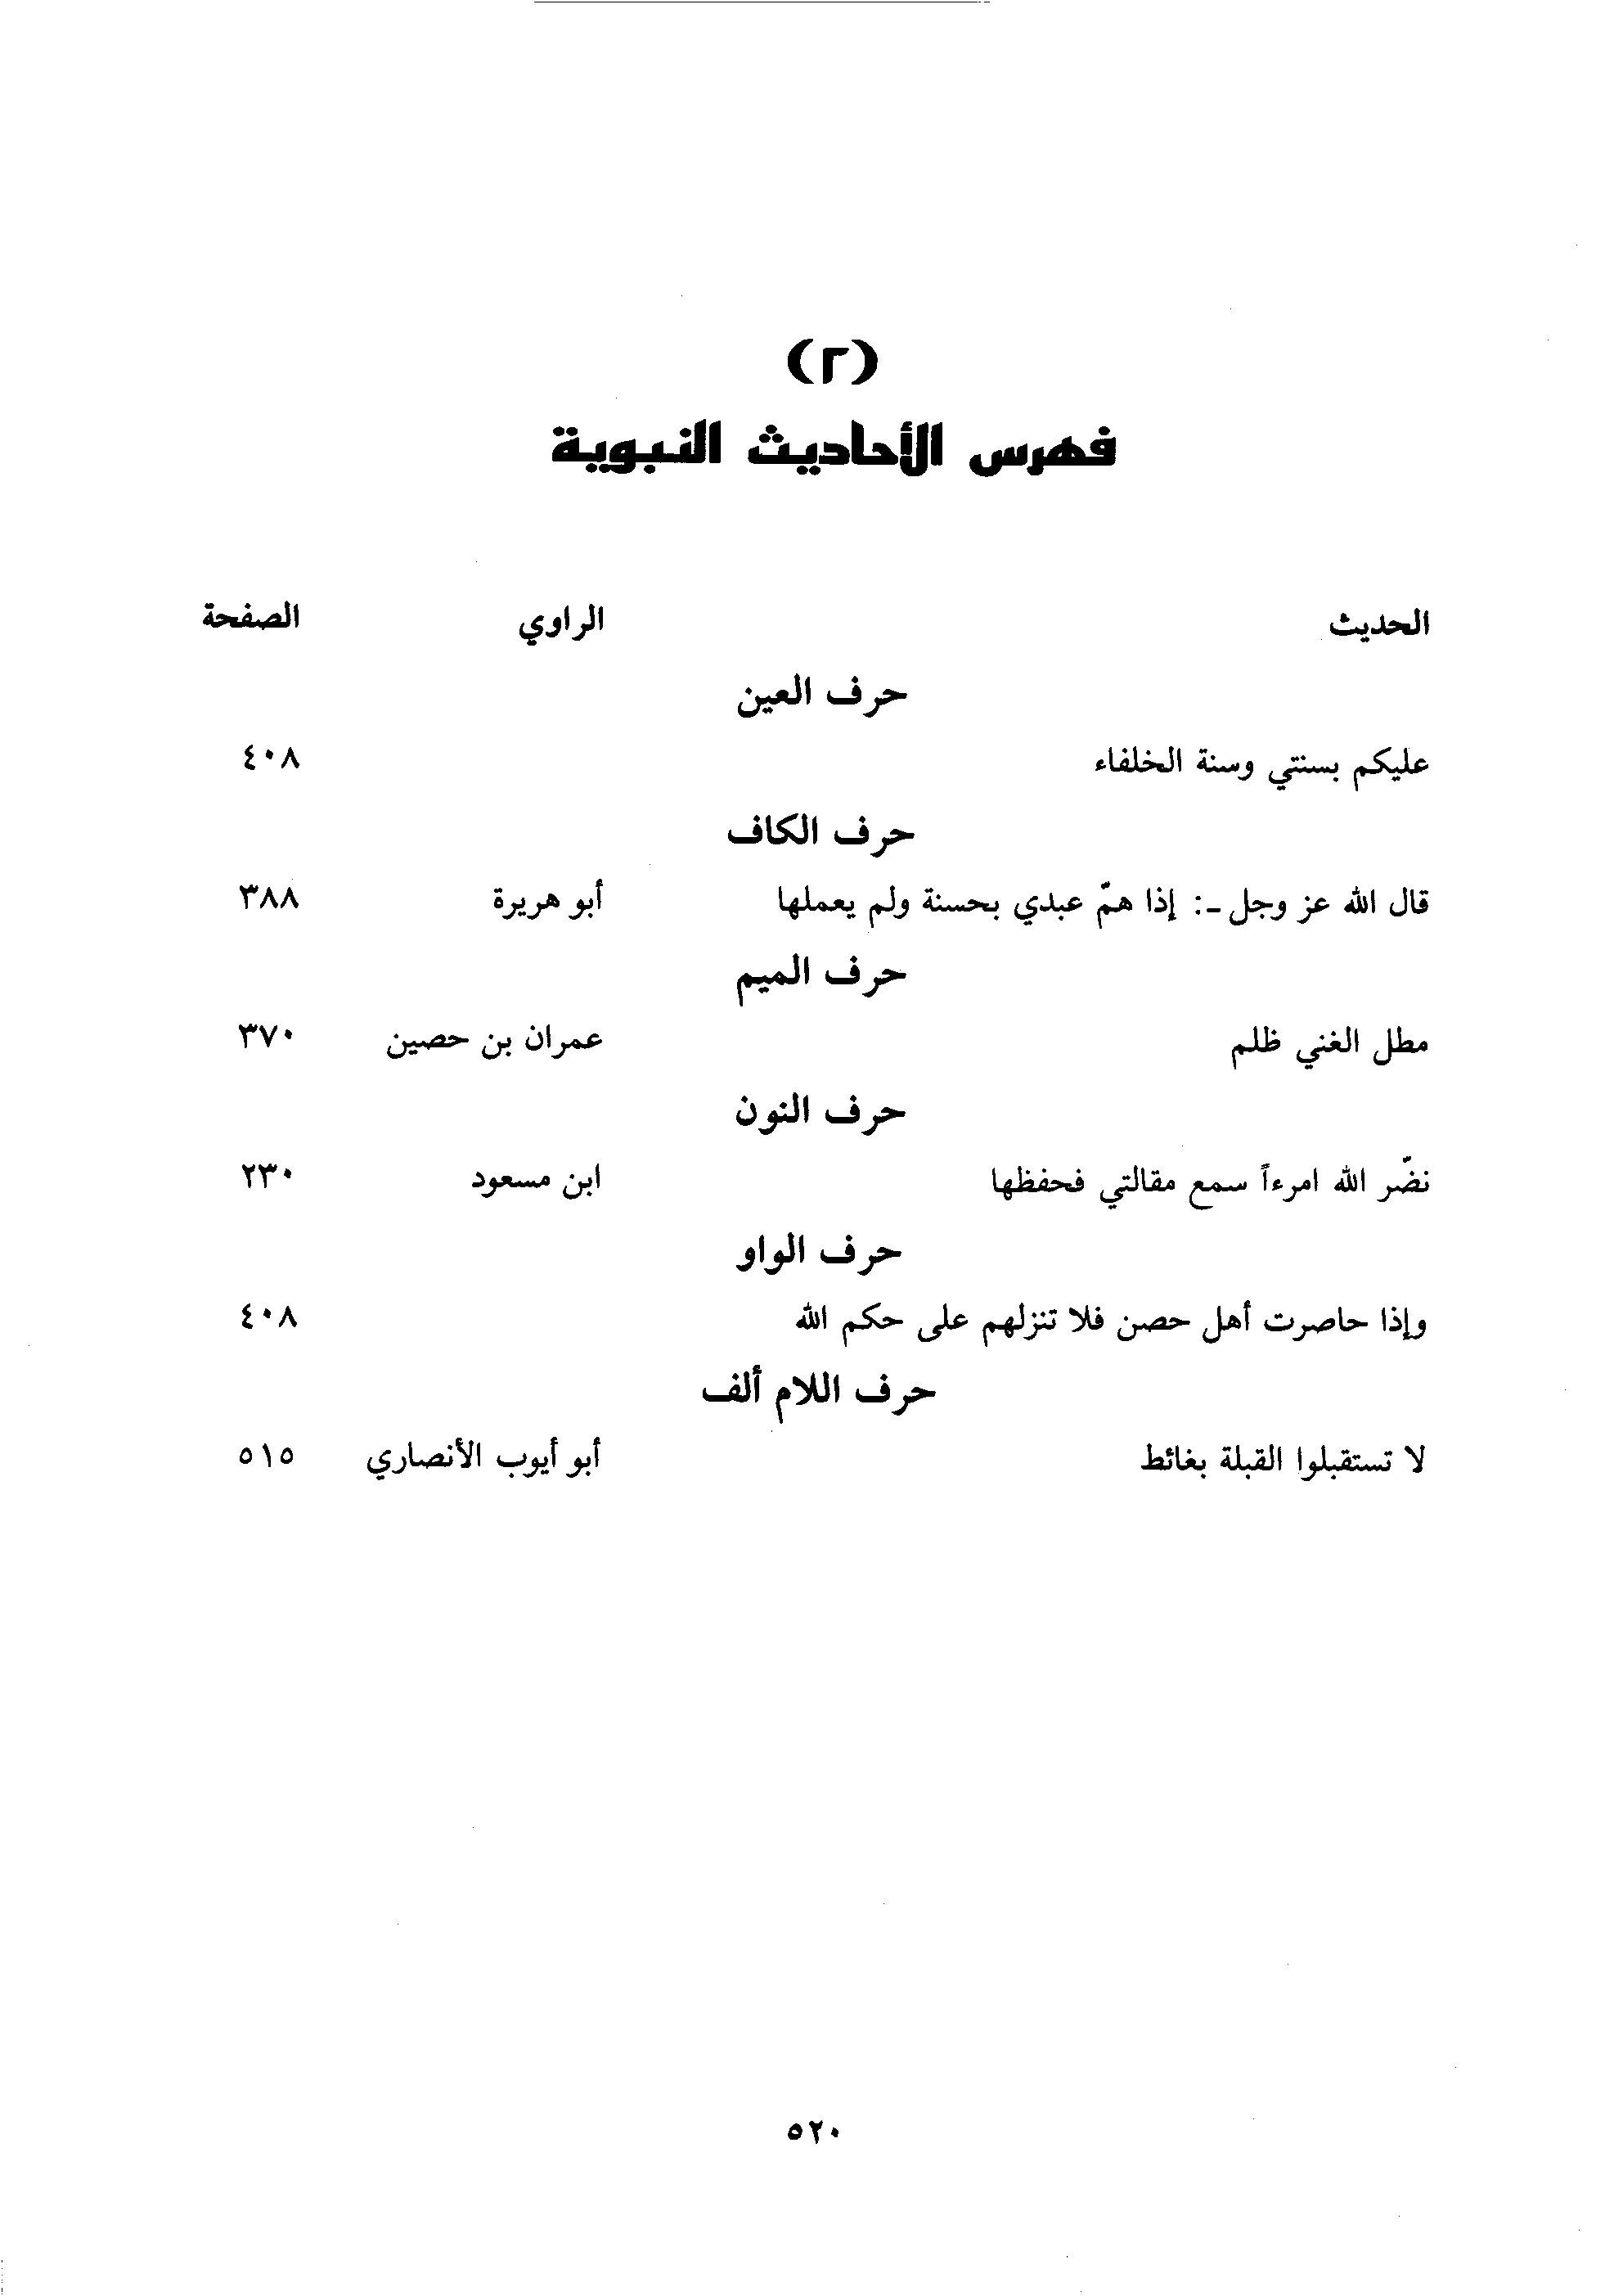 (٢)
فهرس الأحاديث النبوية
الحديث الراوي الصفحة
حرف العين
عليكم بسنتي وسنة الخلفاء ٤٠٨
حرف الكاف
قال الله عز وجل -: إذا همّ عبدي بحسنة ولم يعملها أبو هريرة ٣٨٨
حرف الميم
مطل الغني ظلم عمران بن حصين ٣٧٠
حرف النون
نضّر الله امرءاً سمع مقالتي فحفظها ابن مسعود ٢٣٠
حرف الواو
وإذا حاصرت أهل حصن فلا تنزلهم على حكم الله ٤٠٨
حرف اللام ألف
لا تستقبلوا القبلة بغائط أبو أيوب الأنصاري ٥١٥
٥٢٠